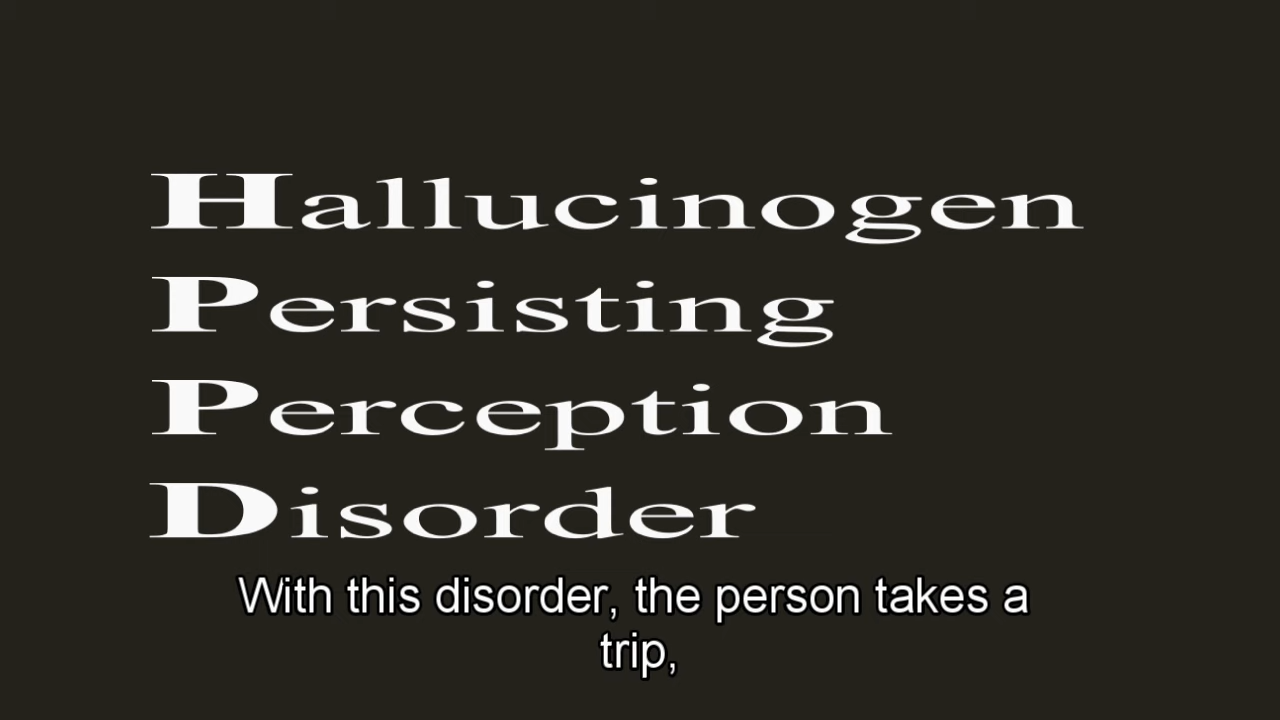 Hallucinogen
Persisting
Perception
Disorder
With this disorder, the person takes a
trip,